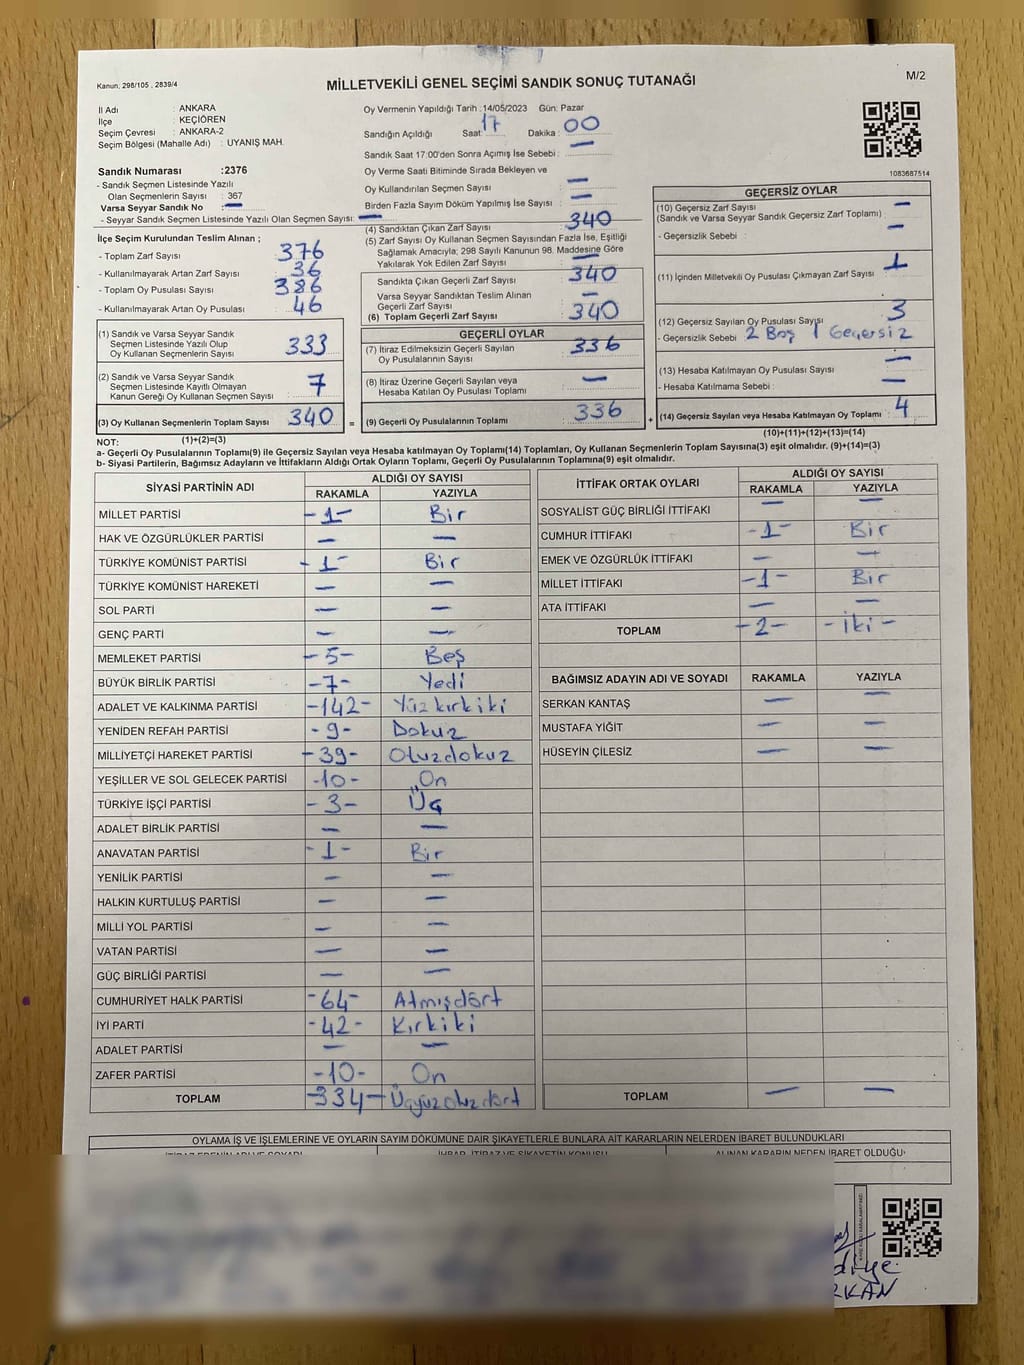 Kanun, 298/105 , 2839/4
MİLLETVEKİLİ GENEL SEÇİMİ SANDIK SONUÇ TUTANAĞI
M/2
İl Adı : ANKARA
İlçe : KEÇİÖREN
Seçim Çevresi : ANKARA-2
Seçim Bölgesi (Mahalle Adı) : UYANIŞ MAH.
Sandık Numarası :2376
- Sandık Seçmen Listesinde Yazılı
Olan Seçmenlerin Sayısı : 367
Varsa Seyyar Sandık No : —
- Seyyar Sandık Seçmen Listesinde Yazılı Olan Seçmen Sayısı: —
Oy Vermenin Yapıldığı Tarih :14/05/2023 Gün: Pazar
Sandığın Açıldığı Saat: 17 Dakika : 00
Sandık Saat 17:00'den Sonra Açımış İse Sebebi : —
Oy Verme Saati Bitiminde Sırada Bekleyen ve
Oy Kullandırılan Seçmen Sayısı : —
Birden Fazla Sayım Döküm Yapılmış İse Sayısı : —
1083687514
İlçe Seçim Kurulundan Teslim Alınan ;
- Toplam Zarf Sayısı : 376
- Kullanılmayarak Artan Zarf Sayısı : 36
- Toplam Oy Pusulası Sayısı : 386
- Kullanılmayarak Artan Oy Pusulası : 46
(1) Sandık ve Varsa Seyyar Sandık
Seçmen Listesinde Yazılı Olup
Oy Kullanan Seçmenlerin Sayısı : 333
(2) Sandık ve Varsa Seyyar Sandık
Seçmen Listesinde Kayıtlı Olmayan
Kanun Gereği Oy Kullanan Seçmen Sayısı : 7
(3) Oy Kullanan Seçmenlerin Toplam Sayısı : 340 =
(1)+(2)=(3)
(4) Sandıktan Çıkan Zarf Sayısı : 340
(5) Zarf Sayısı Oy Kullanan Seçmen Sayısından Fazla İse, Eşitliği
Sağlamak Amacıyla; 298 Sayılı Kanunun 98. Maddesine Göre
Yakılarak Yok Edilen Zarf Sayısı : —
Sandıkta Çıkan Geçerli Zarf Sayısı : 340
Varsa Seyyar Sandıktan Teslim Alınan
Geçerli Zarf Sayısı : —
(6) Toplam Geçerli Zarf Sayısı : 340
GEÇERLİ OYLAR
(7) İtiraz Edilmeksizin Geçerli Sayılan
Oy Pusulalarının Sayısı : 336
(8) İtiraz Üzerine Geçerli Sayılan veya
Hesaba Katılan Oy Pusulası Toplamı : —
(9) Geçerli Oy Pusulalarının Toplamı : 336 +
GEÇERSİZ OYLAR
(10) Geçersiz Zarf Sayısı
(Sandık ve Varsa Seyyar Sandık Geçersiz Zarf Toplamı) : —
- Geçersizlik Sebebi : —
(11) İçinden Milletvekili Oy Pusulası Çıkmayan Zarf Sayısı : 1
(12) Geçersiz Sayılan Oy Pusulası Sayısı : 3
- Geçersizlik Sebebi : 2 Boş 1 Geçersiz
(13) Hesaba Katılmayan Oy Pusulası Sayısı : —
- Hesaba Katılmama Sebebi : —
(14) Geçersiz Sayılan veya Hesaba Katılmayan Oy Toplamı : 4
(10)+(11)+(12)+(13)=(14)
NOT:
a- Geçerli Oy Pusulalarının Toplamı(9) ile Geçersiz Sayılan veya Hesaba katılmayan Oy Toplamı(14) Toplamları, Oy Kullanan Seçmenlerin Toplam Sayısına(3) eşit olmalıdır. (9)+(14)=(3)
b- Siyasi Partilerin, Bağımsız Adayların ve İttifakların Aldığı Ortak Oyların Toplamı, Geçerli Oy Pusulalarının Toplamına(9) eşit olmalıdır.
SİYASİ PARTİNİN ADI ALDIĞI OY SAYISI
RAKAMLA YAZIYLA
MİLLET PARTİSİ -1- Bir
HAK VE ÖZGÜRLÜKLER PARTİSİ — —
TÜRKİYE KOMÜNİST PARTİSİ -1- Bir
TÜRKİYE KOMÜNİST HAREKETİ — —
SOL PARTİ — —
GENÇ PARTİ — —
MEMLEKET PARTİSİ -5- Beş
BÜYÜK BİRLİK PARTİSİ -7- Yedi
ADALET VE KALKINMA PARTİSİ -142- Yüzkırkiki
YENİDEN REFAH PARTİSİ -9- Dokuz
MİLLİYETÇİ HAREKET PARTİSİ -39- Otuzdokuz
YEŞİLLER VE SOL GELECEK PARTİSİ -10- On
TÜRKİYE İŞÇİ PARTİSİ -3- Üç
ADALET BİRLİK PARTİSİ — —
ANAVATAN PARTİSİ -1- Bir
YENİLİK PARTİSİ — —
HALKIN KURTULUŞ PARTİSİ — —
MİLLİ YOL PARTİSİ — —
VATAN PARTİSİ — —
GÜÇ BİRLİĞİ PARTİSİ — —
CUMHURİYET HALK PARTİSİ -64- Atmışdört
İYİ PARTİ -42- Kırkiki
ADALET PARTİSİ — —
ZAFER PARTİSİ -10- On
TOPLAM -334- Üçyüzotuzdört
İTTİFAK ORTAK OYLARI ALDIĞI OY SAYISI
RAKAMLA YAZIYLA
SOSYALİST GÜÇ BİRLİĞİ İTTİFAKI — —
CUMHUR İTTİFAKI -1- Bir
EMEK VE ÖZGÜRLÜK İTTİFAKI — —
MİLLET İTTİFAKI -1- Bir
ATA İTTİFAKI — —
TOPLAM -2- -İki-
BAĞIMSIZ ADAYIN ADI VE SOYADI RAKAMLA YAZIYLA
SERKAN KANTAŞ — —
MUSTAFA YİĞİT — —
HÜSEYİN ÇİLESİZ — —
TOPLAM — —
OYLAMA İŞ VE İŞLEMLERİNE VE OYLARIN SAYIM DÖKÜMÜNE DAİR ŞİKAYETLERLE BUNLARA AİT KARARLARIN NELERDEN İBARET BULUNDUKLARI
İHBAR, İTİRAZ VE ŞİKAYETİN KONUSU
ALINAN KARARIN NEDEN İBARET OLDUĞU